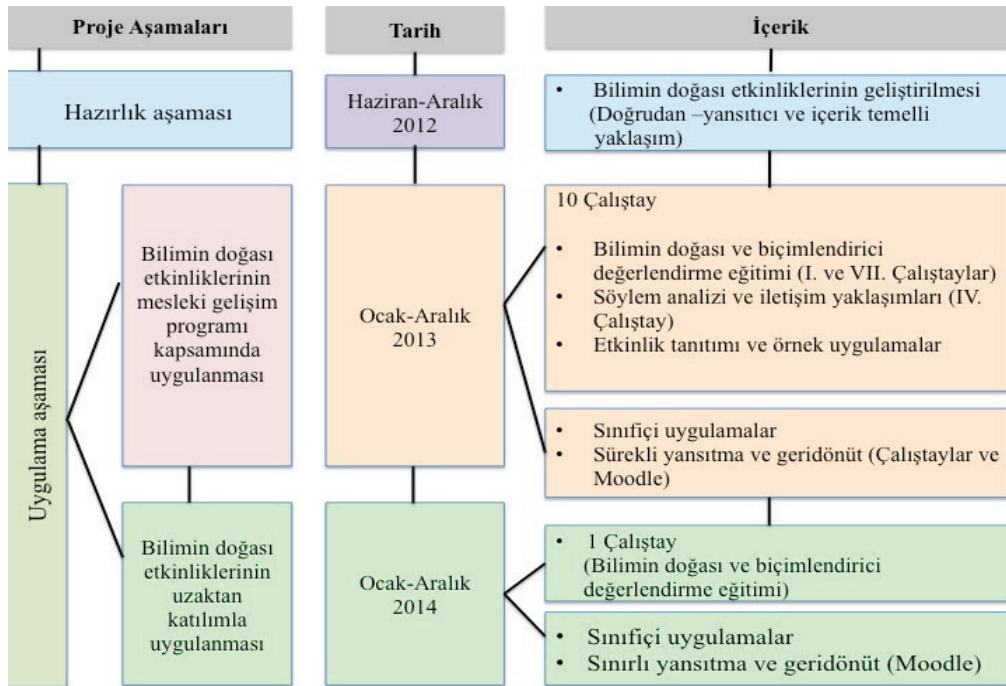 Proje Aşamaları
Tarih
İçerik
Hazırlık aşaması
Haziran-Aralık
2012
• Bilimin doğası etkinliklerinin geliştirilmesi
(Doğrudan –yansıtıcı ve içerik temelli
yaklaşım)
Uygulama aşaması
Bilimin doğası
etkinliklerinin
mesleki gelişim
programı
kapsamında
uygulanması
Ocak-Aralık
2013
10 Çalıştay
• Bilimin doğası ve biçimlendirici
değerlendirme eğitimi (I. ve VII. Çalıştaylar)
• Söylem analizi ve iletişim yaklaşımları (IV.
Çalıştay)
• Etkinlik tanıtımı ve örnek uygulamalar
• Sınıfiçi uygulamalar
• Sürekli yansıtma ve geridönüt (Çalıştaylar ve
Moodle)
Bilimin doğası
etkinliklerinin
uzaktan
katılımla
uygulanması
Ocak-Aralık
2014
• 1 Çalıştay
(Bilimin doğası ve biçimlendirici
değerlendirme eğitimi)
• Sınıfiçi uygulamalar
• Sınırlı yansıtma ve geridönüt (Moodle)